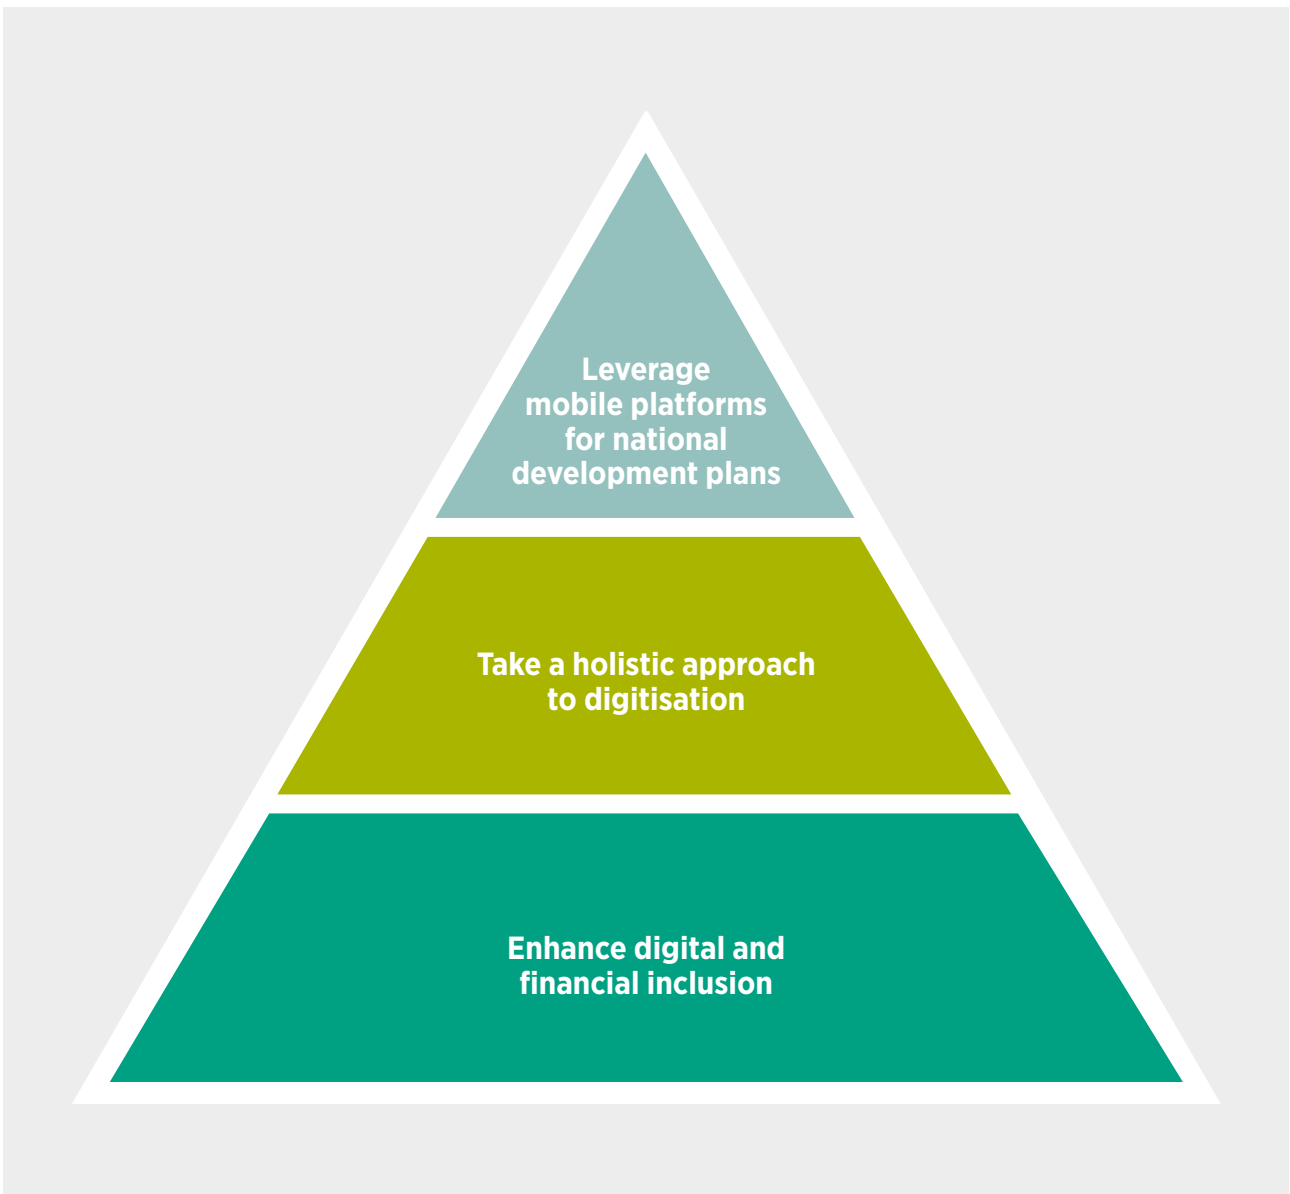 Leverage
mobile platforms
for national
development plans
Take a holistic approach
to digitisation
Enhance digital and
financial inclusion